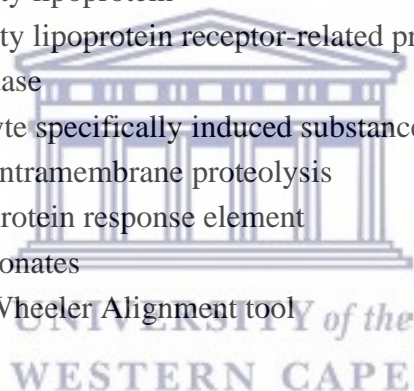 ty lipoprotein
ty lipoprotein receptor-related pr
ase
yte specifically induced substance
ntramembrane proteolysis
rotein response element
onates
Wheeler Alignment tool
UNIVERSITY of the
WESTERN CAPE